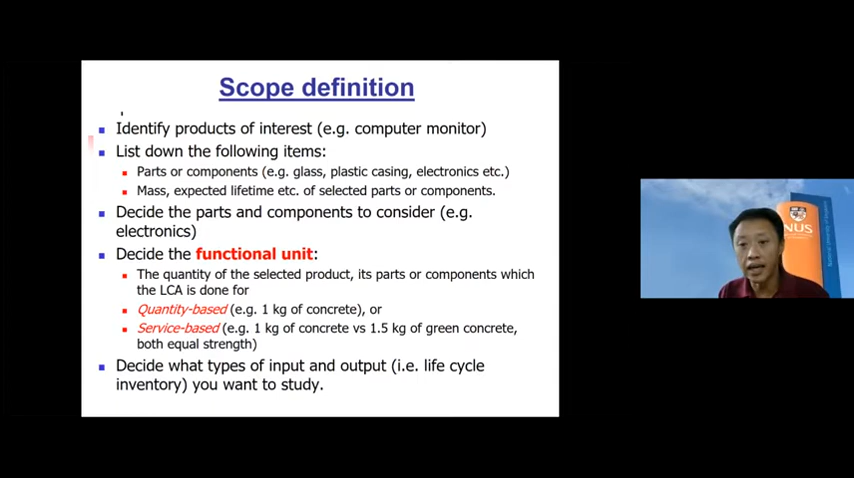 Scope definition
Identify products of interest (e.g. computer monitor)
List down the following items:
Parts or components (e.g. glass, plastic casing, electronics etc.)
Mass, expected lifetime etc. of selected parts or components.
Decide the parts and components to consider (e.g.
electronics)
Decide the functional unit:
The quantity of the selected product, its parts or components which
the LCA is done for
Quantity-based (e.g. 1 kg of concrete), or
Service-based (e.g. 1 kg of concrete vs 1.5 kg of green concrete,
both equal strength)
Decide what types of input and output (i.e. life cycle
inventory) you want to study.
NUS